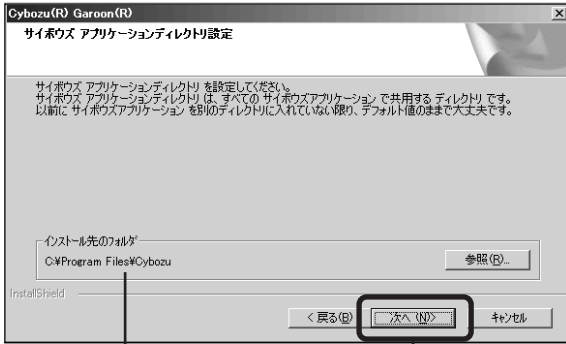 Cybozu(R) Garoon(R)
サイボウズ アプリケーションディレクトリ設定
サイボウズ アプリケーションディレクトリ を設定してください。
サイボウズ アプリケーションディレクトリ は、すべての サイボウズアプリケーション で共用する ディレクトリ です。
以前に サイボウズアプリケーション を別のディレクトリに入れていない限り、デフォルト値のままで大丈夫です。
インストール先のフォルダ
C:¥Program Files¥Cybozu
参照(R)...
InstallShield
< 戻る(B)
次へ (N)>
キャンセル